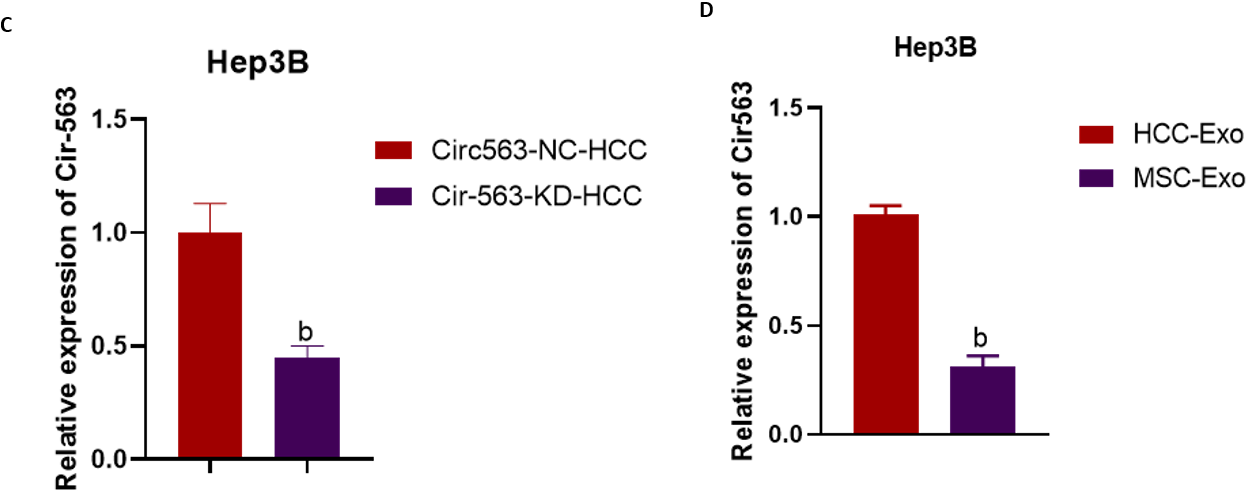 C
Hep3B
Relative expression of Cir-563
1.5
1.0
0.5
0.0
b
Circ563-NC-HCC
Cir-563-KD-HCC
D
Hep3B
Relative expression of Cir563
1.5
1.0
0.5
0.0
b
HCC-Exo
MSC-Exo